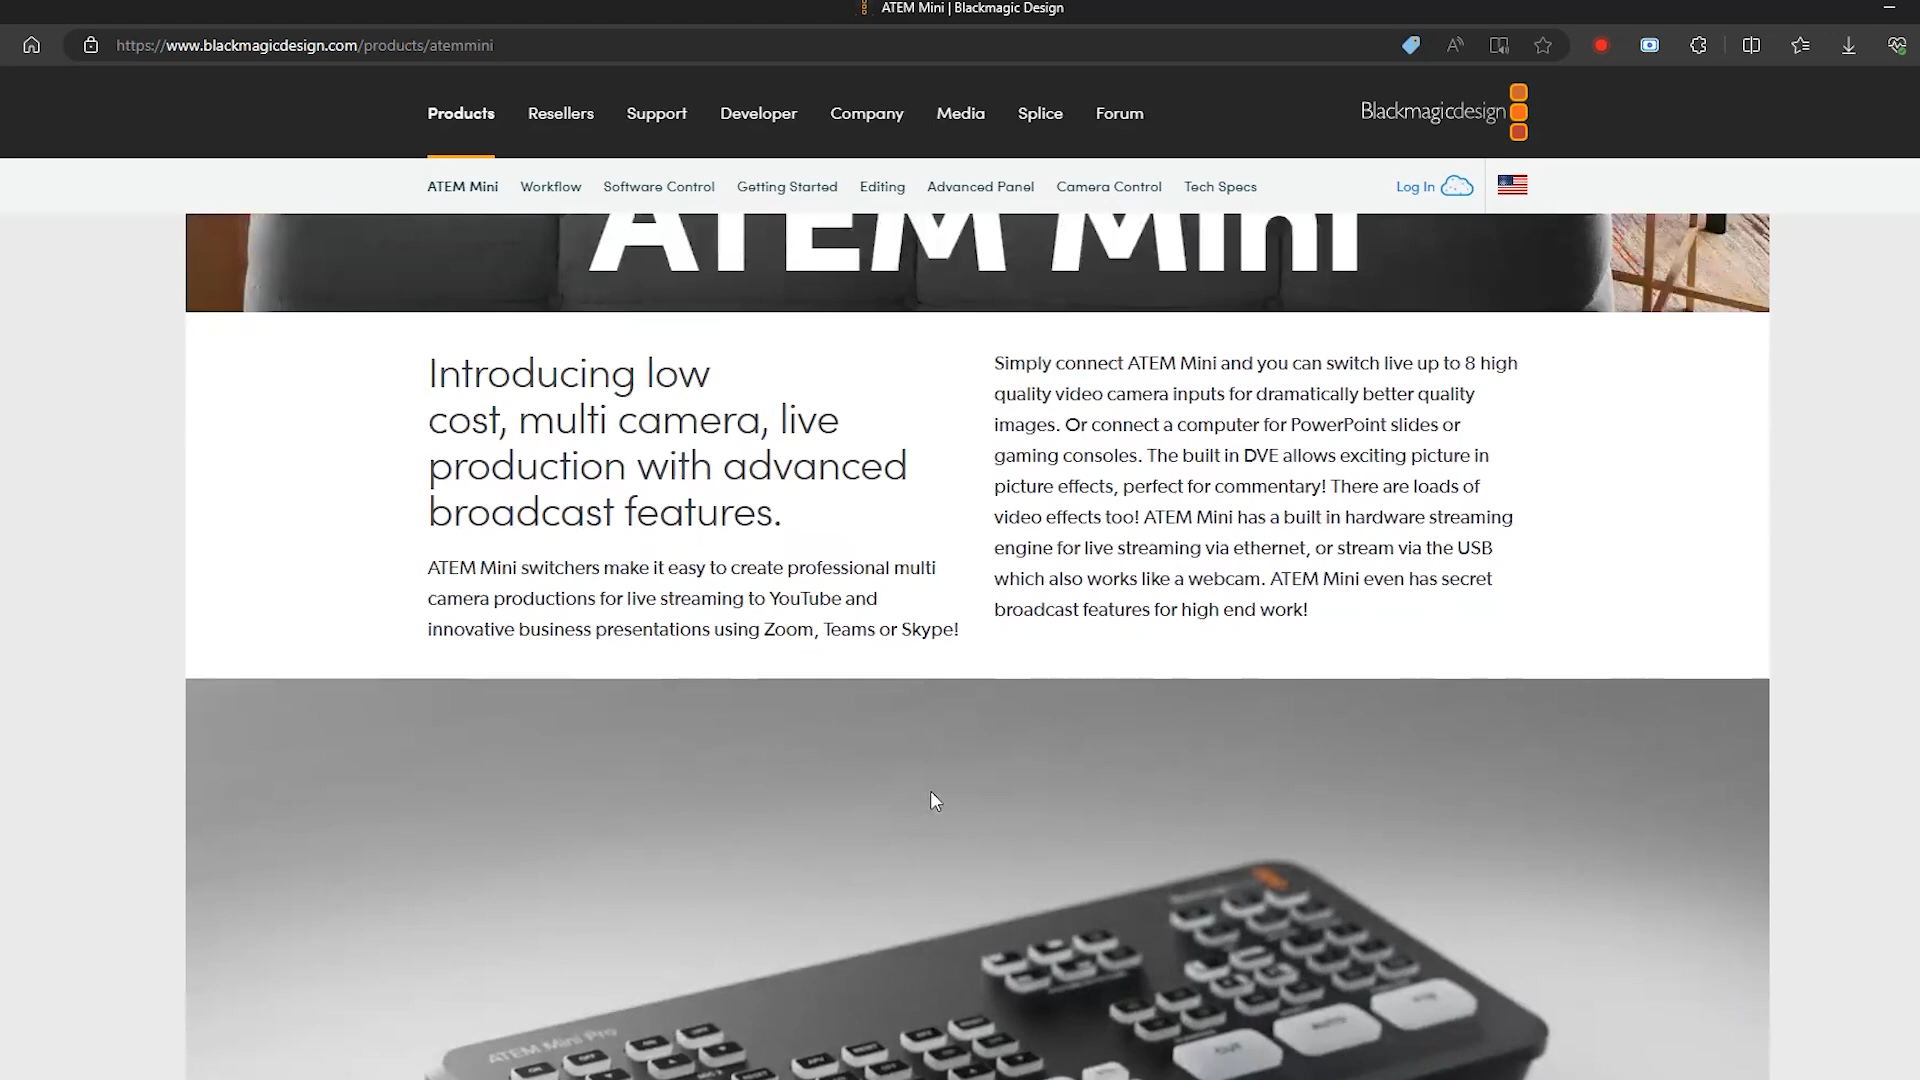 ATEM Mini | Blackmagic Design
https://www.blackmagicdesign.com/products/atemmini
Products Resellers Support Developer Company Media Splice Forum
Blackmagicdesign
ATEM Mini Workflow Software Control Getting Started Editing Advanced Panel Camera Control Tech Specs
Log In
ATEM Mini
Introducing low
cost, multi camera, live
production with advanced
broadcast features.
ATEM Mini switchers make it easy to create professional multi
camera productions for live streaming to YouTube and
innovative business presentations using Zoom, Teams or Skype!
Simply connect ATEM Mini and you can switch live up to 8 high
quality video camera inputs for dramatically better quality
images. Or connect a computer for PowerPoint slides or
gaming consoles. The built in DVE allows exciting picture in
picture effects, perfect for commentary! There are loads of
video effects too! ATEM Mini has a built in hardware streaming
engine for live streaming via ethernet, or stream via the USB
which also works like a webcam. ATEM Mini even has secret
broadcast features for high end work!
ATEM Mini Pro
CUT
AUTO